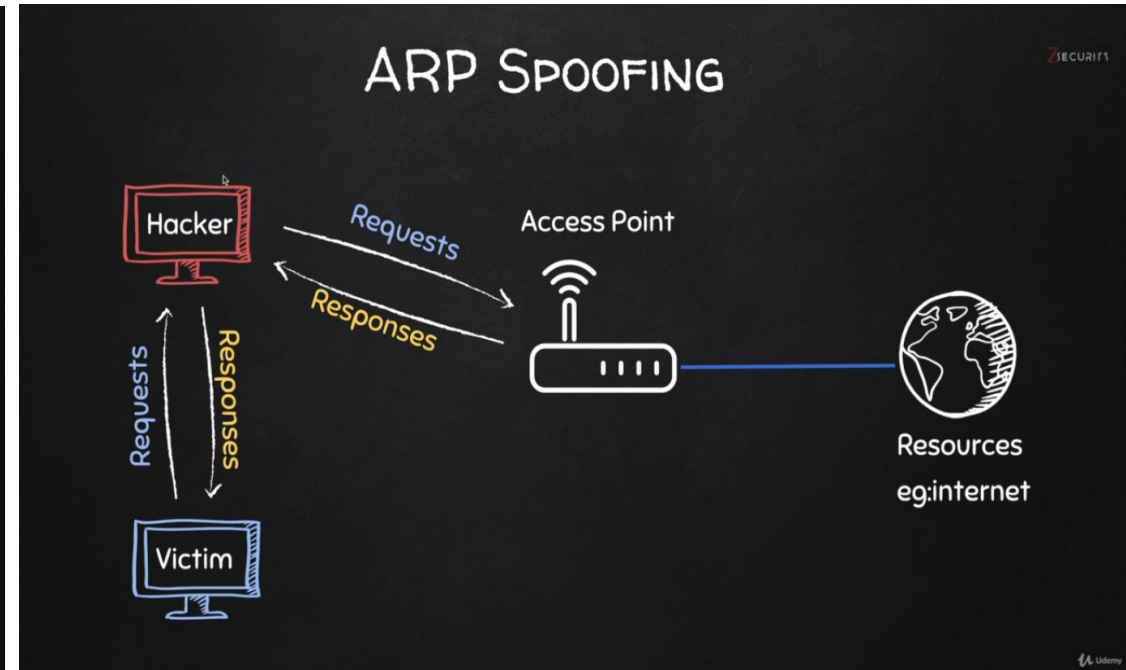 ARP SPOOFING
ZSECURITY
Hacker
Requests
Responses
Access Point
Requests
Responses
Victim
Resources
eg:internet
Udemy